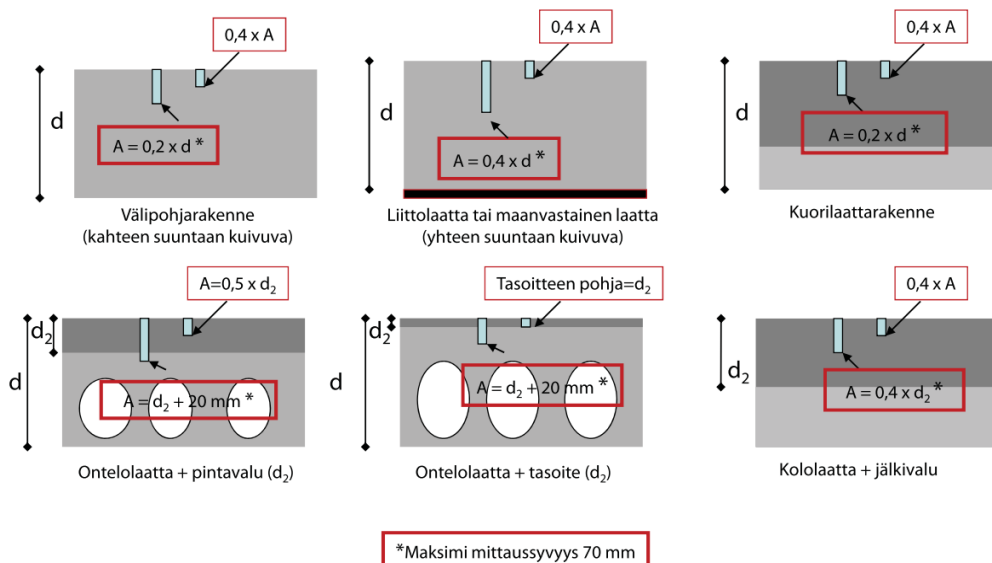 0,4 x A
d
A = 0,2 x d *
Välipohjarakenne
(kahteen suuntaan kuivuva)
0,4 x A
d
A = 0,4 x d *
Liittolaatta tai maanvastainen laatta
(yhteen suuntaan kuivuva)
0,4 x A
d
A = 0,2 x d *
Kuorilaattarakenne
A=0,5 x d₂
d₂
d
A = d₂ + 20 mm *
Ontelolaatta + pintavalu (d₂)
Tasoitteen pohja=d₂
d₂
d
A = d₂ + 20 mm *
Ontelolaatta + tasoite (d₂)
0,4 x A
d₂
A = 0,4 x d₂ *
Kololaatta + jälkivalu
*Maksimi mittaussyvyys 70 mm